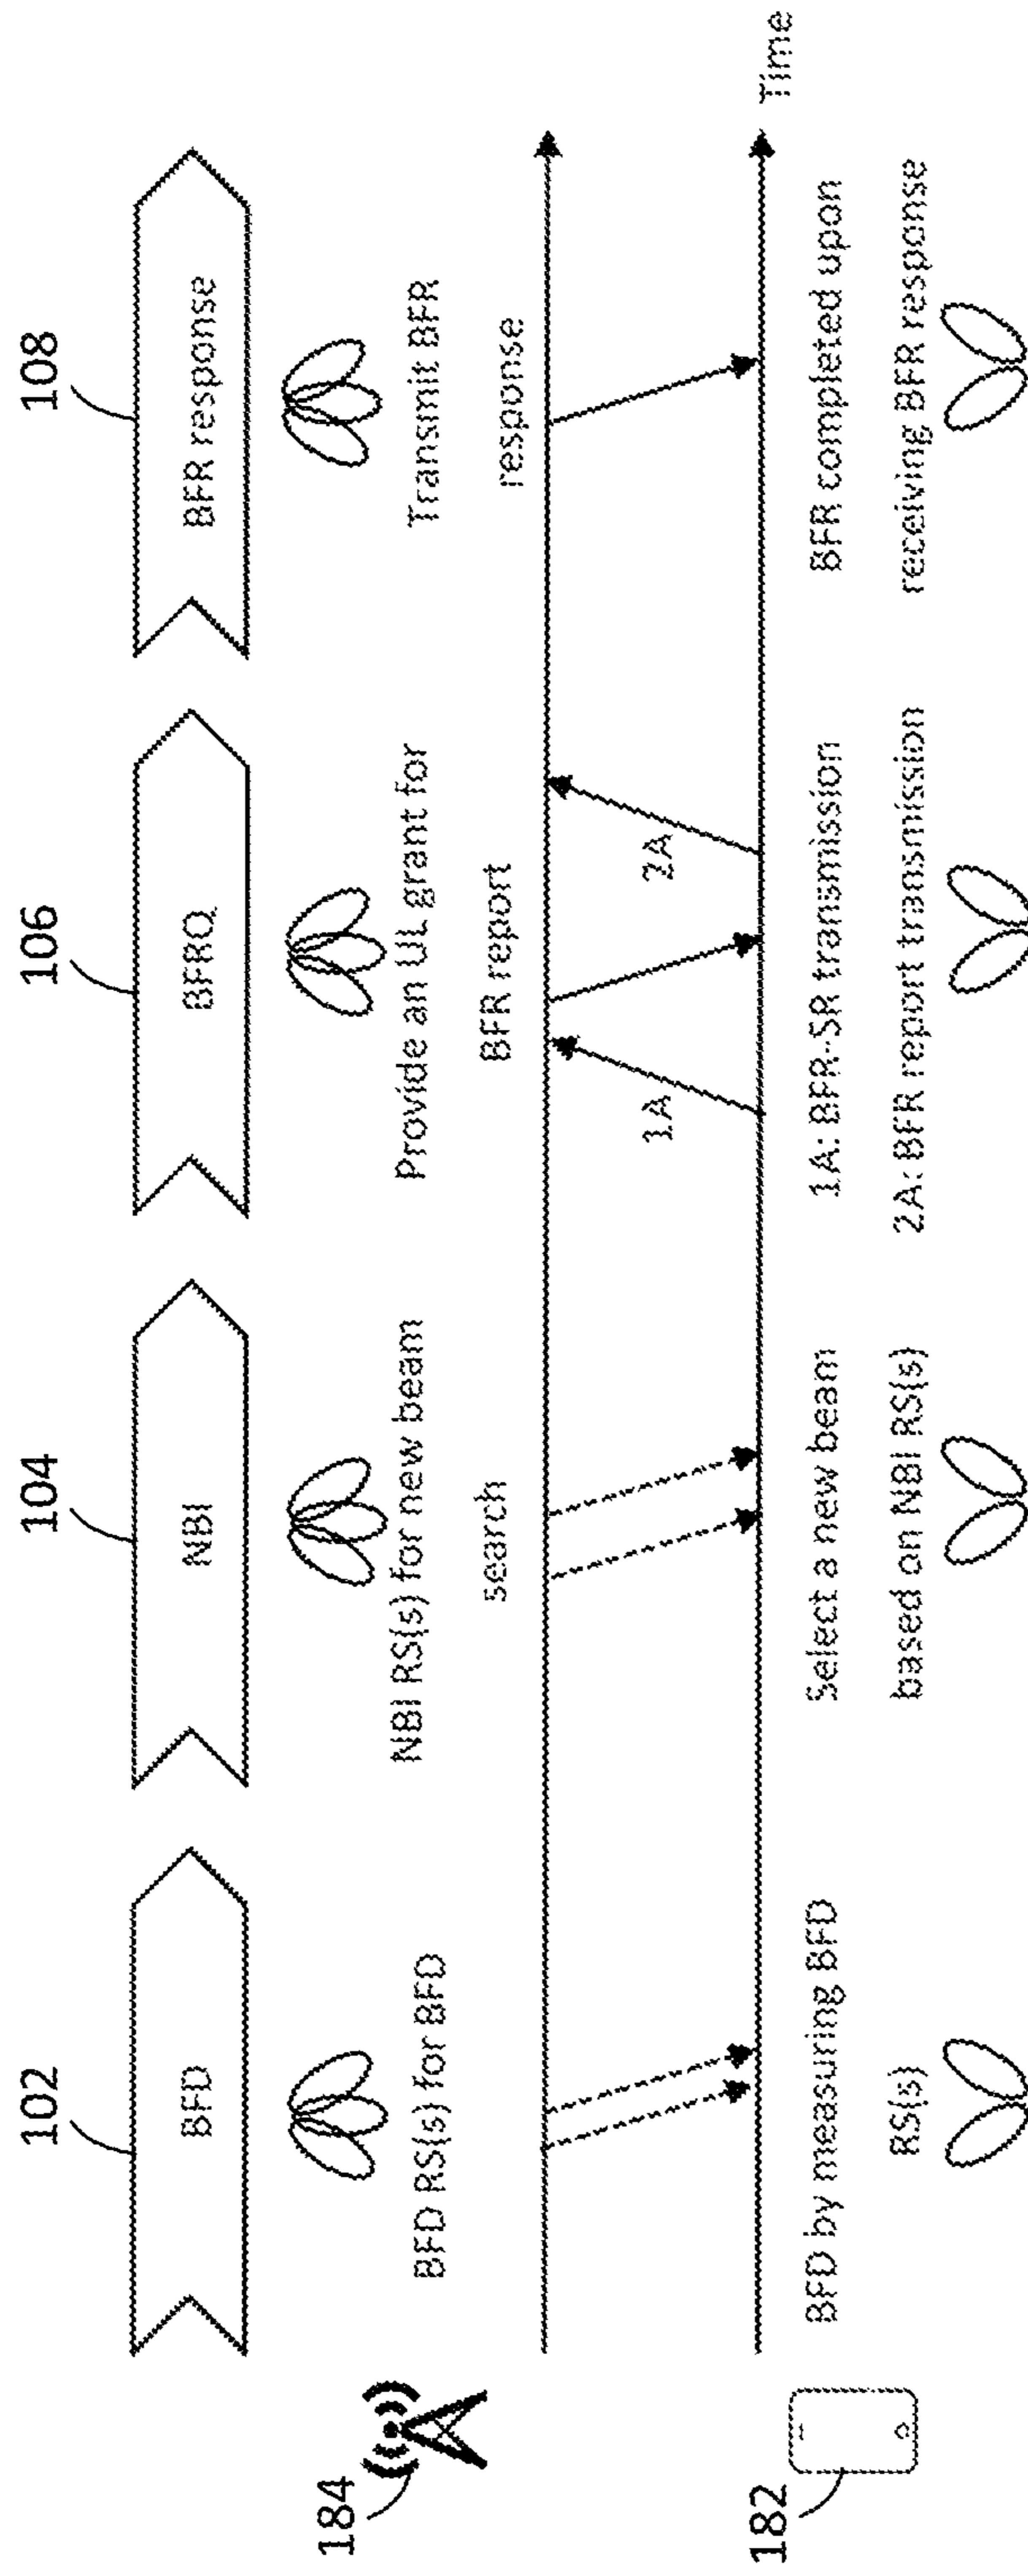 102
104
106
108
BFD
NBI
BFRQ
BFR response
BFD RS(s) for BFD
NBI RS(s) for new beam
search
Provide an UL grant for
BFR report
Transmit BFR
response
184
1A
2A
Time
182
BFD by measuring BFD
RS(s)
Select a new beam
based on NBI RS(s)
1A: BFR-SR transmission
2A: BFR report transmission
BFR completed upon
receiving BFR response